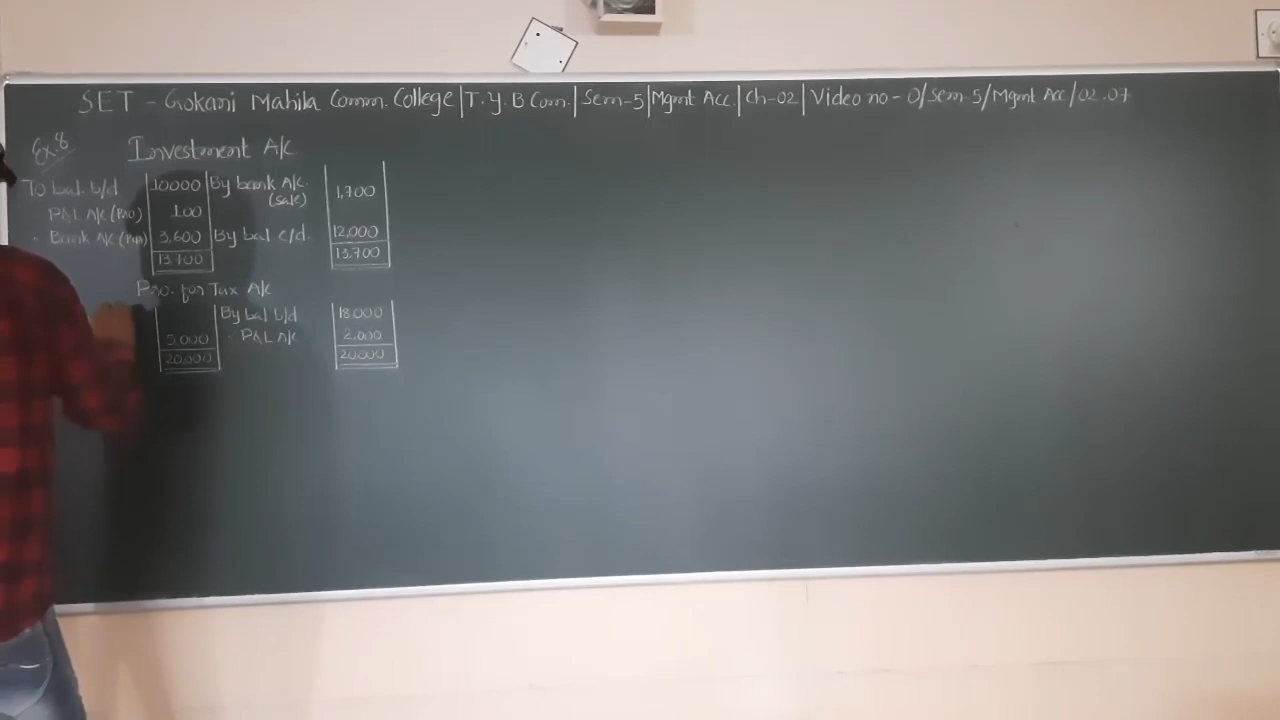 SET - Gokani Mahila Comm. College | T.Y. B Com. | Sem-5 | Mgmt Acc. | Ch-02 | Video no - 0/Sem-5/Mgmt Acc/02.07
Ex.8 Investment A/c
To bal b/d 10000 By bank A/c. 1,700
(sale)
P&L A/c (Pro) 100
Bank A/c 3,600 By bal c/d. 12,000
13,700 13,700
Pro. for Tax A/c
By bal b/d 18,000
5,000 - P&L A/c 2,000
20,000 20,000